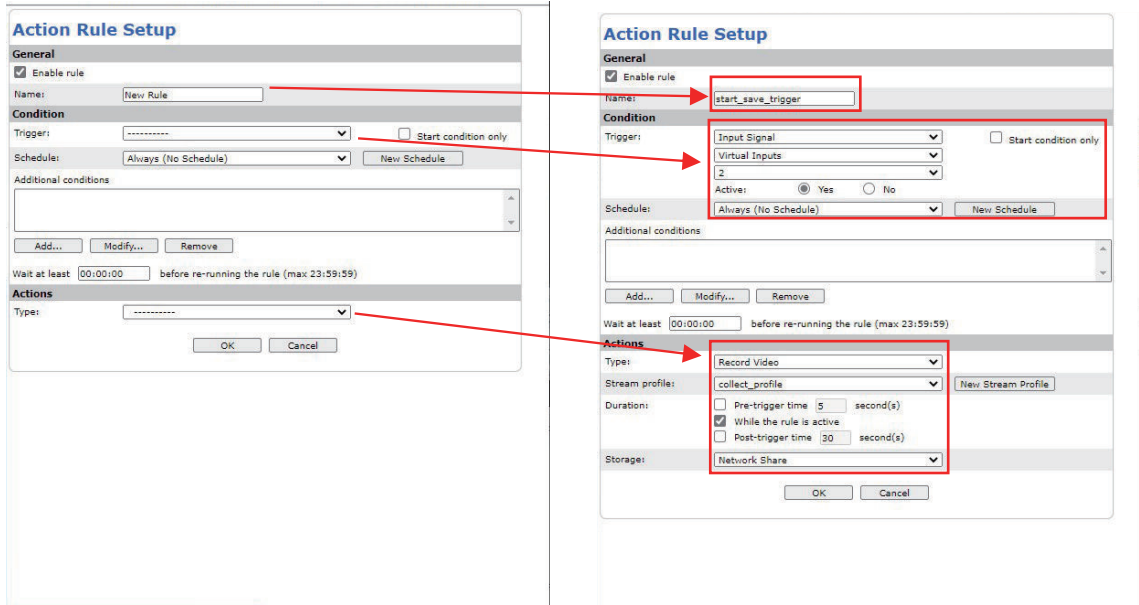 Action Rule Setup
General
Enable rule
Name: New Rule
Condition
Trigger: ---------- Start condition only
Schedule: Always (No Schedule) New Schedule
Additional conditions
Add... Modify... Remove
Wait at least 00:00:00 before re-running the rule (max 23:59:59)
Actions
Type: ----------
OK Cancel
Action Rule Setup
General
Enable rule
Name: start_save_trigger
Condition
Trigger: Input Signal Start condition only
Virtual Inputs
2
Active: Yes No
Schedule: Always (No Schedule) New Schedule
Additional conditions
Add... Modify... Remove
Wait at least 00:00:00 before re-running the rule (max 23:59:59)
Actions
Type: Record Video
Stream profile: collect_profile New Stream Profile
Duration: Pre-trigger time 5 second(s)
While the rule is active
Post-trigger time 30 second(s)
Storage: Network Share
OK Cancel